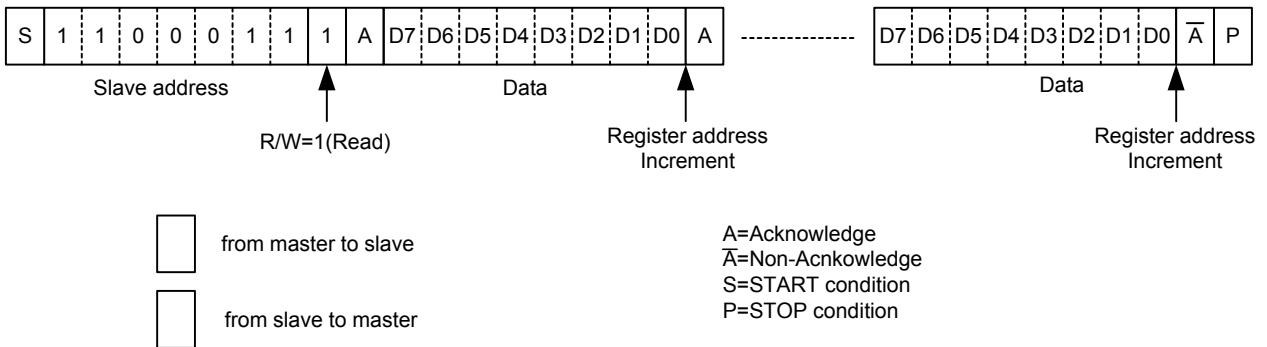 S 1 1 0 0 0 1 1 1 A D7 D6 D5 D4 D3 D2 D1 D0 A D7 D6 D5 D4 D3 D2 D1 D0 A̅ P
Slave address Data Data
R/W=1(Read)
Register address
Increment
Register address
Increment
from master to slave
from slave to master
A=Acknowledge
A̅=Non-Acnkowledge
S=START condition
P=STOP condition